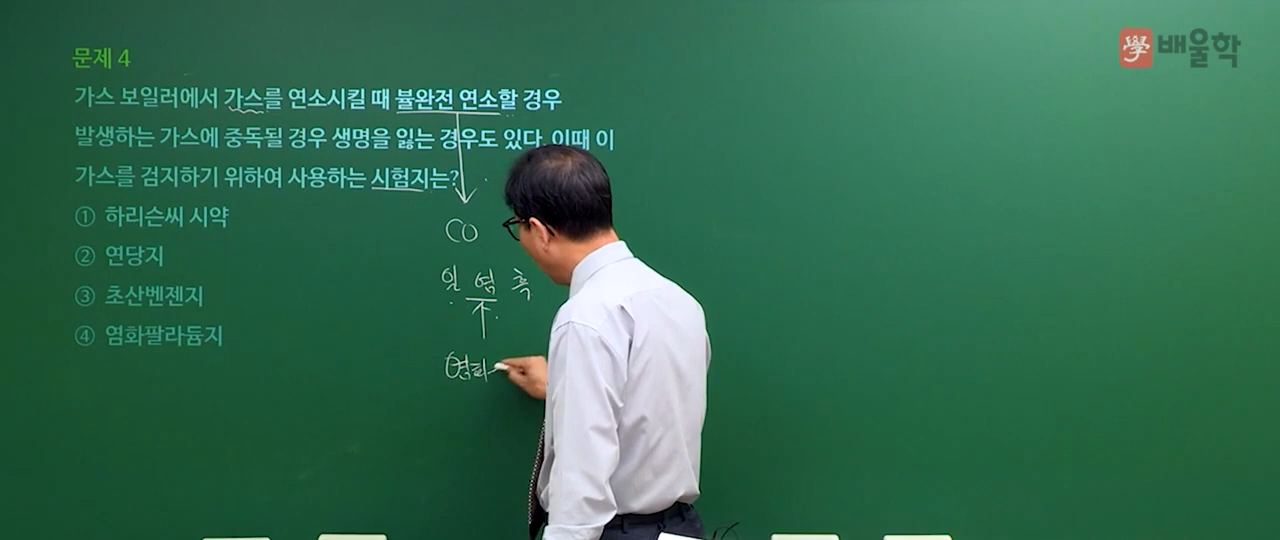 學 배울학
문제 4
가스 보일러에서 가스를 연소시킬 때 불완전 연소할 경우
발생하는 가스에 중독될 경우 생명을 잃는 경우도 있다. 이때 이
가스를 검지하기 위하여 사용하는 시험지는?
① 하리슨씨 시약
② 연당지
③ 초산벤젠지
④ 염화팔라듐지
CO
일 염 흑
염화